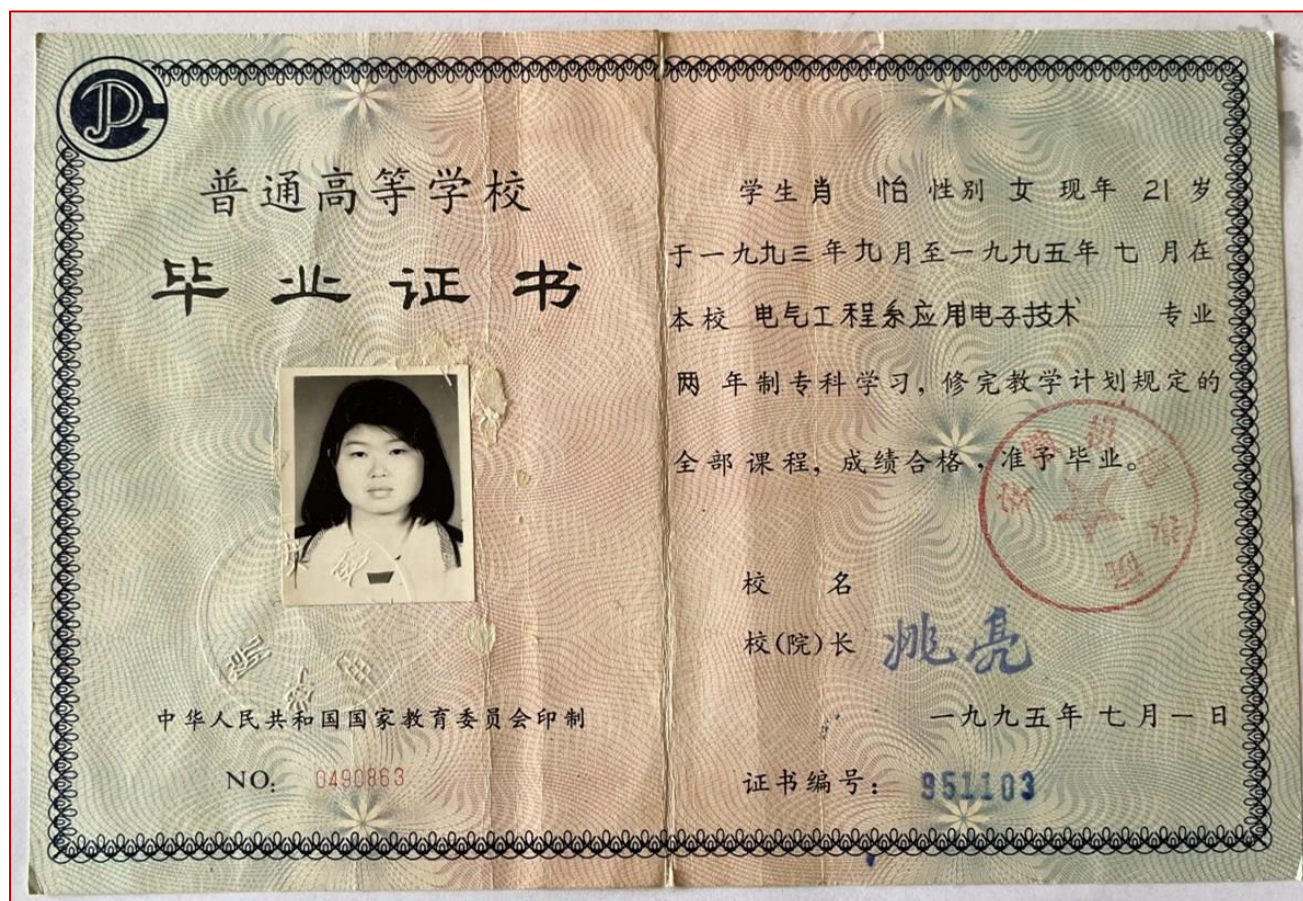 普通高等学校
毕业证书
中华人民共和国国家教育委员会印制
NO: 0490863
学生肖 怡 性别 女 现年 21 岁
于一九九三年九月至一九九五年七 月在
本校 电气工程系应用电子技术 专业
两 年制专科学习，修完教学计划规定的
全部课程，成绩合格，准予毕业。
校 名
校(院)长 姚亮
一九九五年 七月一日
证书编号： 951103